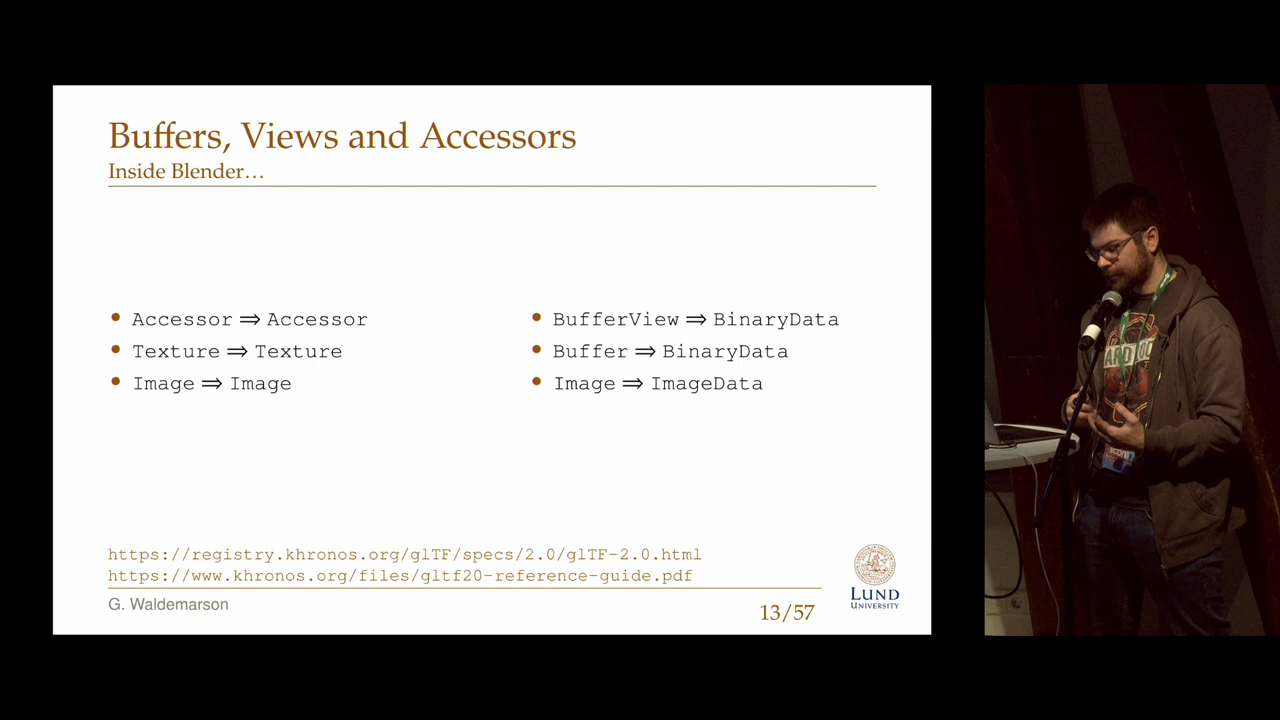 Buffers, Views and Accessors
Inside Blender...
• Accessor ⇒ Accessor
• Texture ⇒ Texture
• Image ⇒ Image
• BufferView ⇒ BinaryData
• Buffer ⇒ BinaryData
• Image ⇒ ImageData
https://registry.khronos.org/glTF/specs/2.0/glTF-2.0.html
https://www.khronos.org/files/gltf20-reference-guide.pdf
G. Waldemarson
13/57
LUND
UNIVERSITY